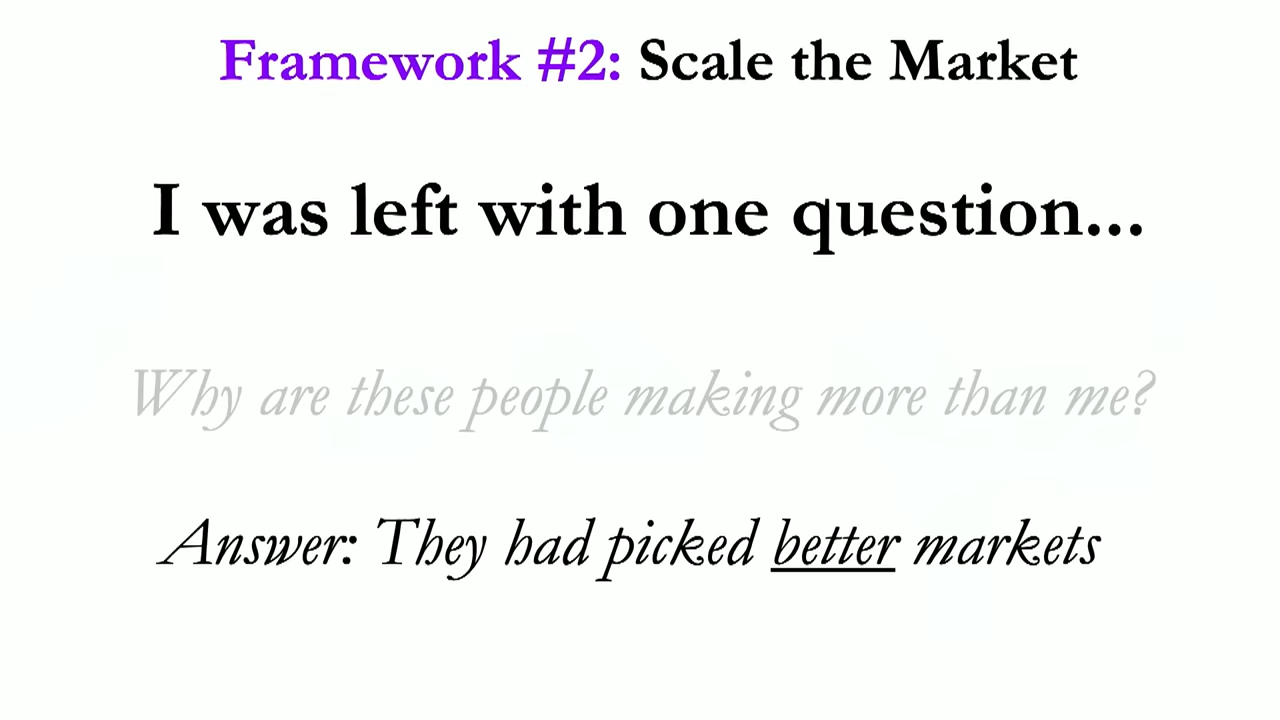 Framework #2: Scale the Market
I was left with one question...
Why are these people making more than me?
Answer: They had picked better markets